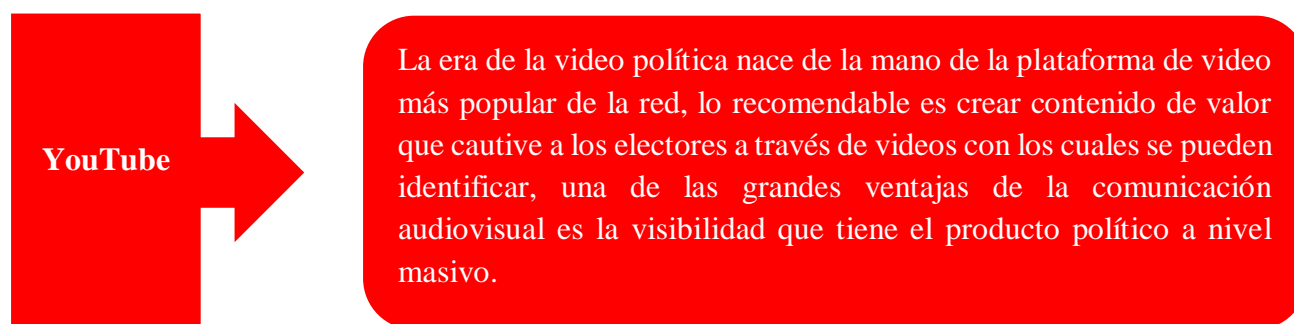 YouTube
La era de la video política nace de la mano de la plataforma de video
más popular de la red, lo recomendable es crear contenido de valor
que cautive a los electores a través de videos con los cuales se pueden
identificar, una de las grandes ventajas de la comunicación
audiovisual es la visibilidad que tiene el producto político a nivel
masivo.